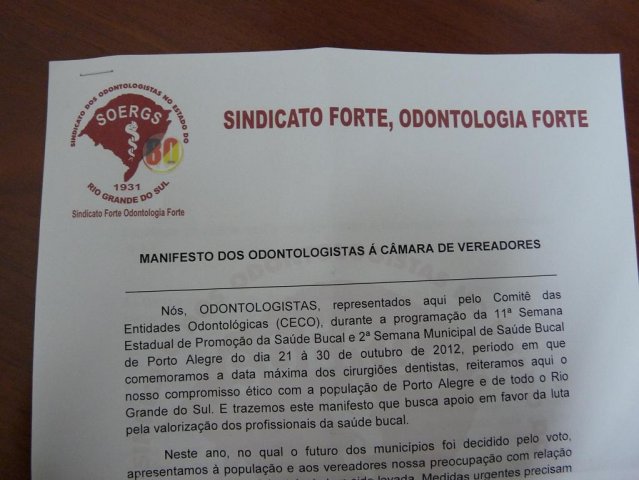 SINDICATO DOS ODONTOLOGISTAS NO ESTADO DO
SOERGS
80
1931
RIO GRANDE DO SUL
Sindicato Forte Odontologia Forte
SINDICATO FORTE, ODONTOLOGIA FORTE
MANIFESTO DOS ODONTOLOGISTAS Á CÂMARA DE VEREADORES
Nós, ODONTOLOGISTAS, representados aqui pelo Comitê das
Entidades Odontológicas (CECO), durante a programação da 11ª Semana
Estadual de Promoção da Saúde Bucal e 2ª Semana Municipal de Saúde Bucal
de Porto Alegre do dia 21 à 30 de outubro de 2012, período em que
comemoramos a data máxima dos cirurgiões dentistas, reiteramos aqui o
nosso compromisso ético com a população de Porto Alegre e de todo o Rio
Grande do Sul. E trazemos este manifesto que busca apoio em favor da luta
pela valorização dos profissionais da saúde bucal.
Neste ano, no qual o futuro dos municípios foi decidido pelo voto,
apresentamos à população e aos vereadores nossa preocupação com relação
sido levada. Medidas urgentes precisam